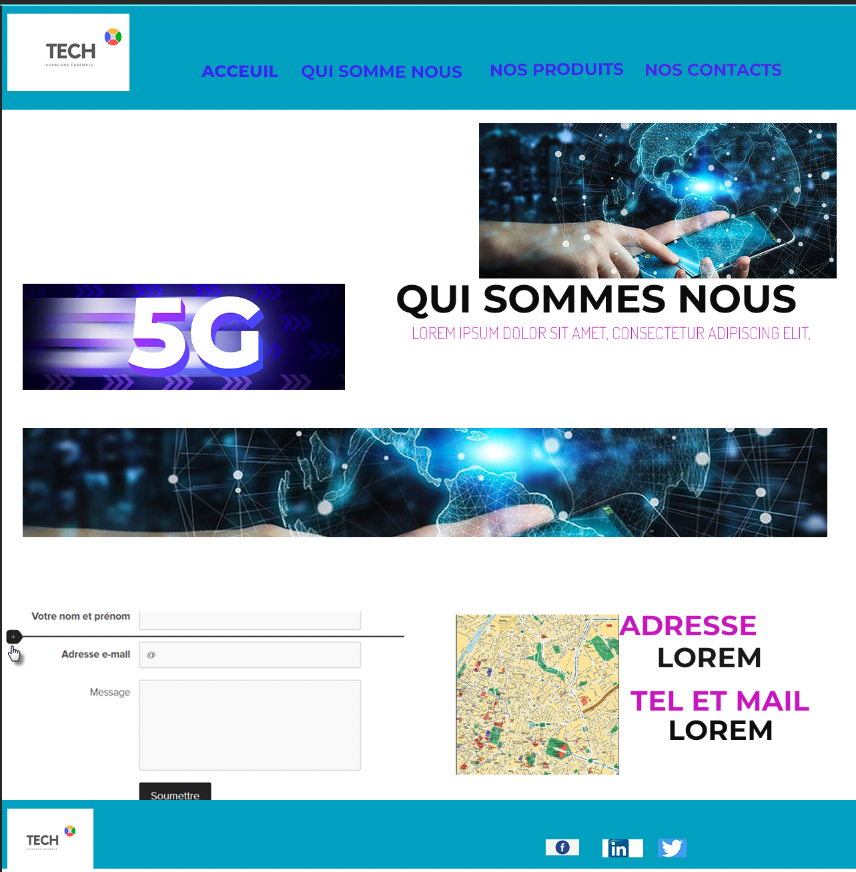 TECH
AVANCONS ENSEMBLE
ACCEUIL
QUI SOMME NOUS
NOS PRODUITS
NOS CONTACTS
5G
QUI SOMMES NOUS
LOREM IPSUM DOLOR SIT AMET, CONSECTETUR ADIPISCING ELIT,
Votre nom et prénom
Adresse e-mail
@
Message
Soumettre
ADRESSE
LOREM
TEL ET MAIL
LOREM
TECH
AVANCONS ENSEMBLE
f
in